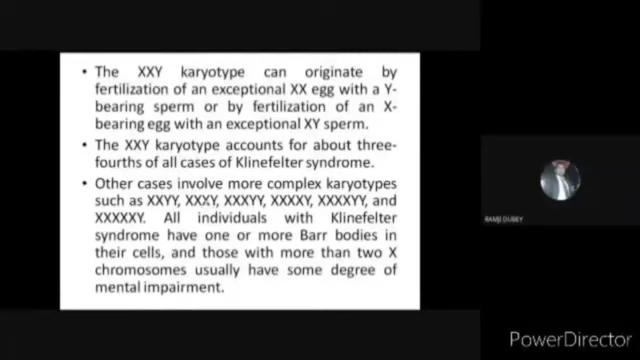 • The XXY karyotype can originate by
fertilization of an exceptional XX egg with a Y-
bearing sperm or by fertilization of an X-
bearing egg with an exceptional XY sperm.
• The XXY karyotype accounts for about three-
fourths of all cases of Klinefelter syndrome.
• Other cases involve more complex karyotypes
such as XXYY, XXXY, XXXYY, XXXXY, XXXXYY, and
XXXXXY. All individuals with Klinefelter
syndrome have one or more Barr bodies in
their cells, and those with more than two X
chromosomes usually have some degree of
mental impairment.
RAMJI DUBEY
PowerDirector